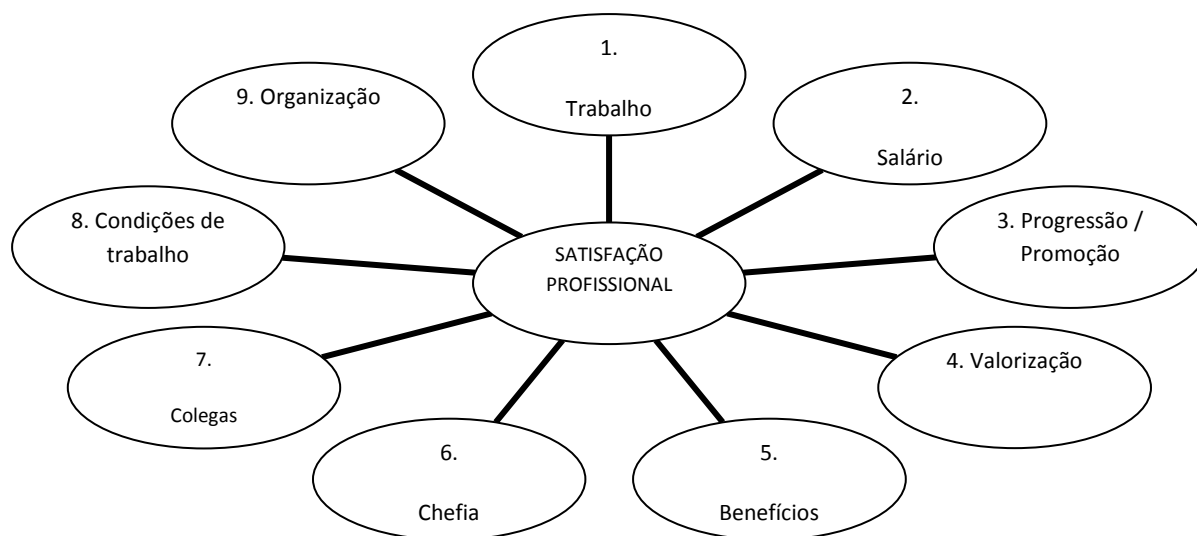 SATISFAÇÃO
PROFISSIONAL
1.
Trabalho
2.
Salário
3. Progressão /
Promoção
4. Valorização
5.
Benefícios
6.
Chefia
7.
Colegas
8. Condições de
trabalho
9. Organização